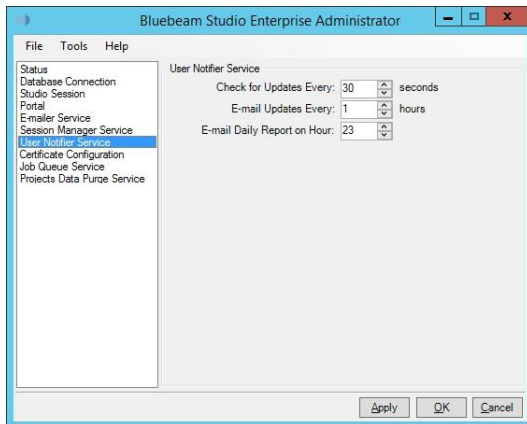 Bluebeam Studio Enterprise Administrator
File Tools Help
Status
Database Connection
Studio Session
Portal
E-mailer Service
Session Manager Service
User Notifier Service
Certificate Configuration
Job Queue Service
Projects Data Purge Service
User Notifier Service
Check for Updates Every: 30 seconds
E-mail Updates Every: 1 hours
E-mail Daily Report on Hour: 23
Apply OK Cancel